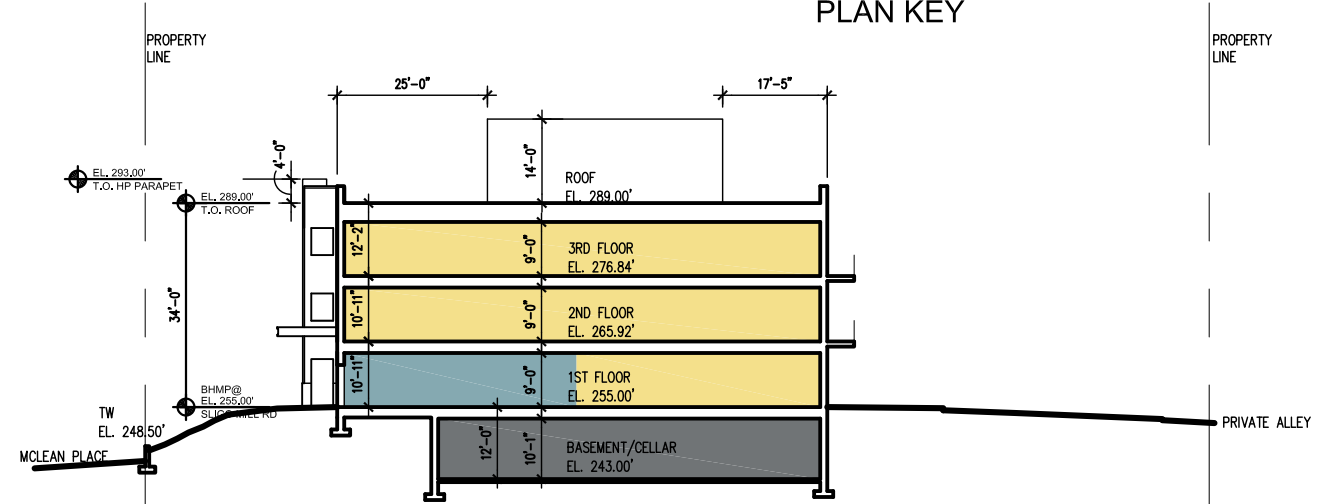 PLAN KEY
PROPERTY
LINE
PROPERTY
LINE
25'-0"
17'-5"
4'-0"
14'-0"
EL. 293.00'
T.O. HP PARAPET
ROOF
EL. 289.00'
EL. 289.00'
T.O. ROOF
12'-2"
9'-0"
3RD FLOOR
EL. 276.84'
34'-0"
10'-11"
9'-0"
2ND FLOOR
EL. 265.92'
10'-11"
9'-0"
1ST FLOOR
EL. 255.00'
BHMP@
EL. 255.00'
SLIGO MILL RD
TW
EL. 248.50'
MCLEAN PLACE
PRIVATE ALLEY
12'-0"
10'-1"
BASEMENT/CELLAR
EL. 243.00'